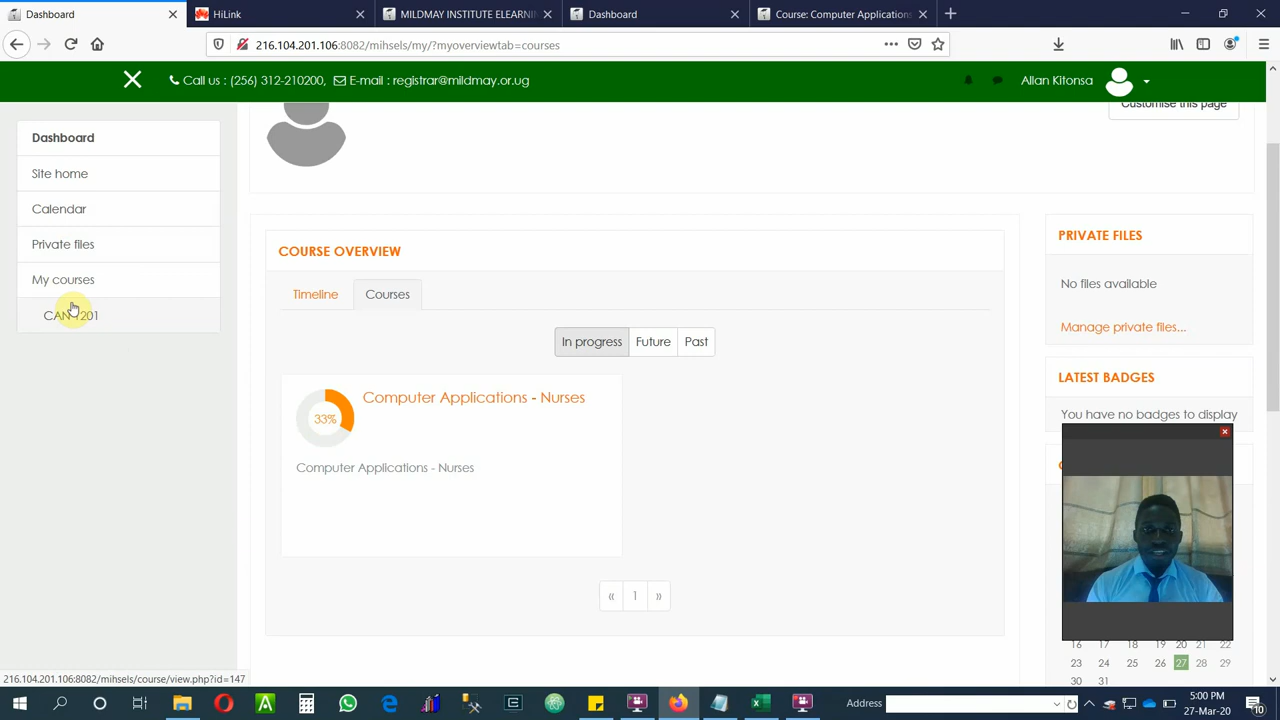 Dashboard
HiLink
MILDMAY INSTITUTE ELEARNIN
Dashboard
Course: Computer Applications
216.104.201.106:8082/mihsels/my/?myoverviewtab=courses
Call us : (256) 312-210200, E-mail : registrar@mildmay.or.ug
Allan Kitonsa
Customise this page
Dashboard
Site home
Calendar
Private files
My courses
CAN 1201
COURSE OVERVIEW
Timeline
Courses
In progress
Future
Past
33%
Computer Applications - Nurses
Computer Applications - Nurses
« 1 »
PRIVATE FILES
No files available
Manage private files...
LATEST BADGES
You have no badges to display
16 17 18 19 20 21 22
23 24 25 26 27 28 29
30 31
216.104.201.106:8082/mihsels/course/view.php?id=147
Address
5:00 PM
27-Mar-20
10